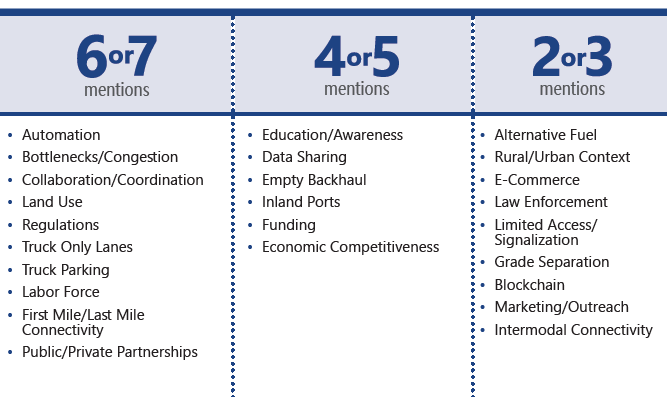 6or7
mentions
• Automation
• Bottlenecks/Congestion
• Collaboration/Coordination
• Land Use
• Regulations
• Truck Only Lanes
• Truck Parking
• Labor Force
• First Mile/Last Mile
Connectivity
• Public/Private Partnerships
4or5
mentions
• Education/Awareness
• Data Sharing
• Empty Backhaul
• Inland Ports
• Funding
• Economic Competitiveness
2or3
mentions
• Alternative Fuel
• Rural/Urban Context
• E-Commerce
• Law Enforcement
• Limited Access/
Signalization
• Grade Separation
• Blockchain
• Marketing/Outreach
• Intermodal Connectivity